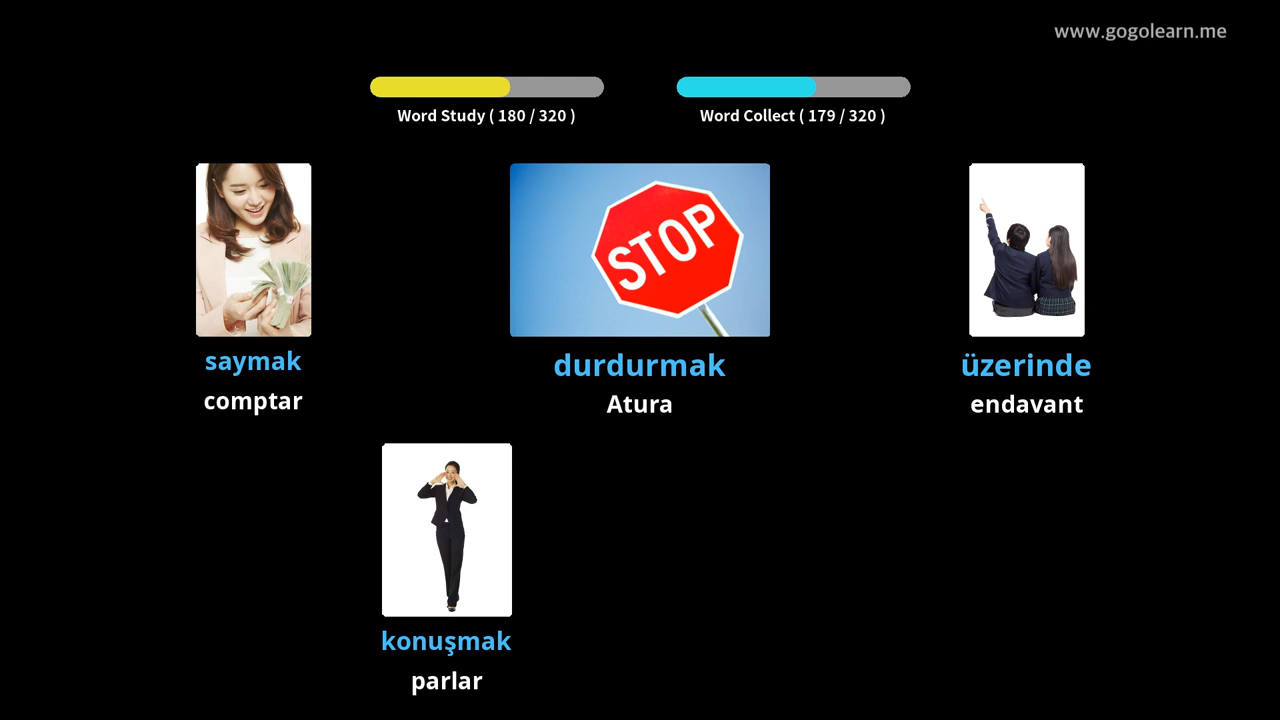 www.gogolearn.me
Word Study ( 180 / 320 )
Word Collect ( 179 / 320 )
STOP
saymak
comptar
durdurmak
Atura
üzerinde
endavant
konuşmak
parlar